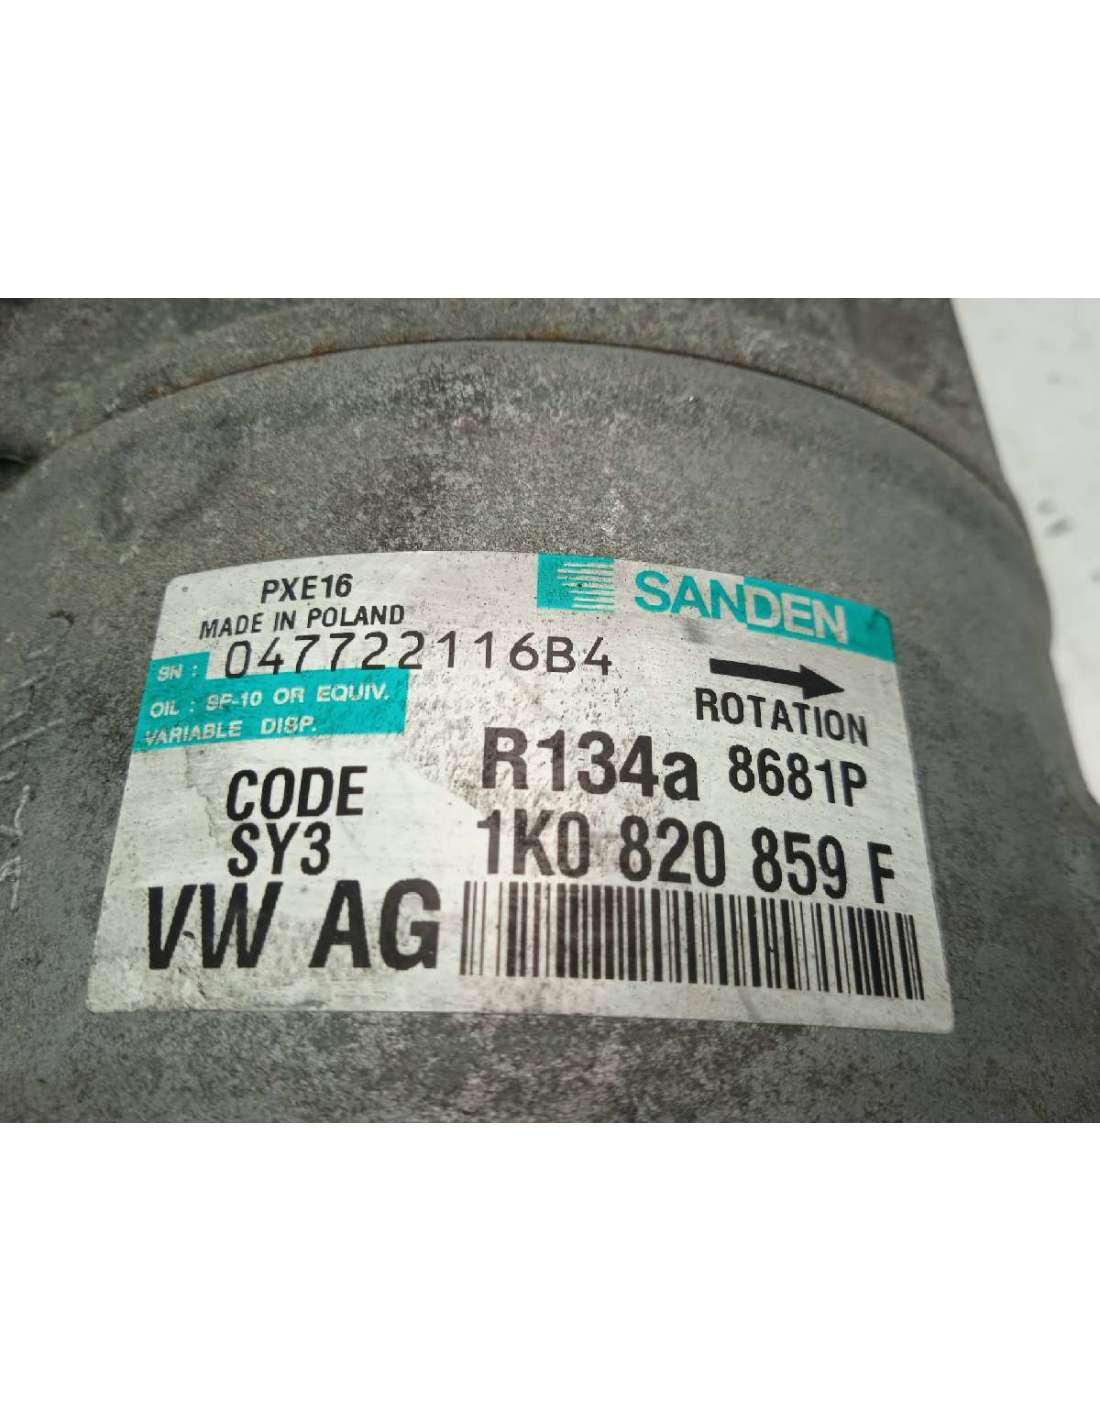 PXE16
MADE IN POLAND
SANDEN
SN : 047722116B4
OIL : SP-10 OR EQUIV.
VARIABLE DISP.
ROTATION
R134a 8681P
CODE
SY3
1K0 820 859 F
VW AG